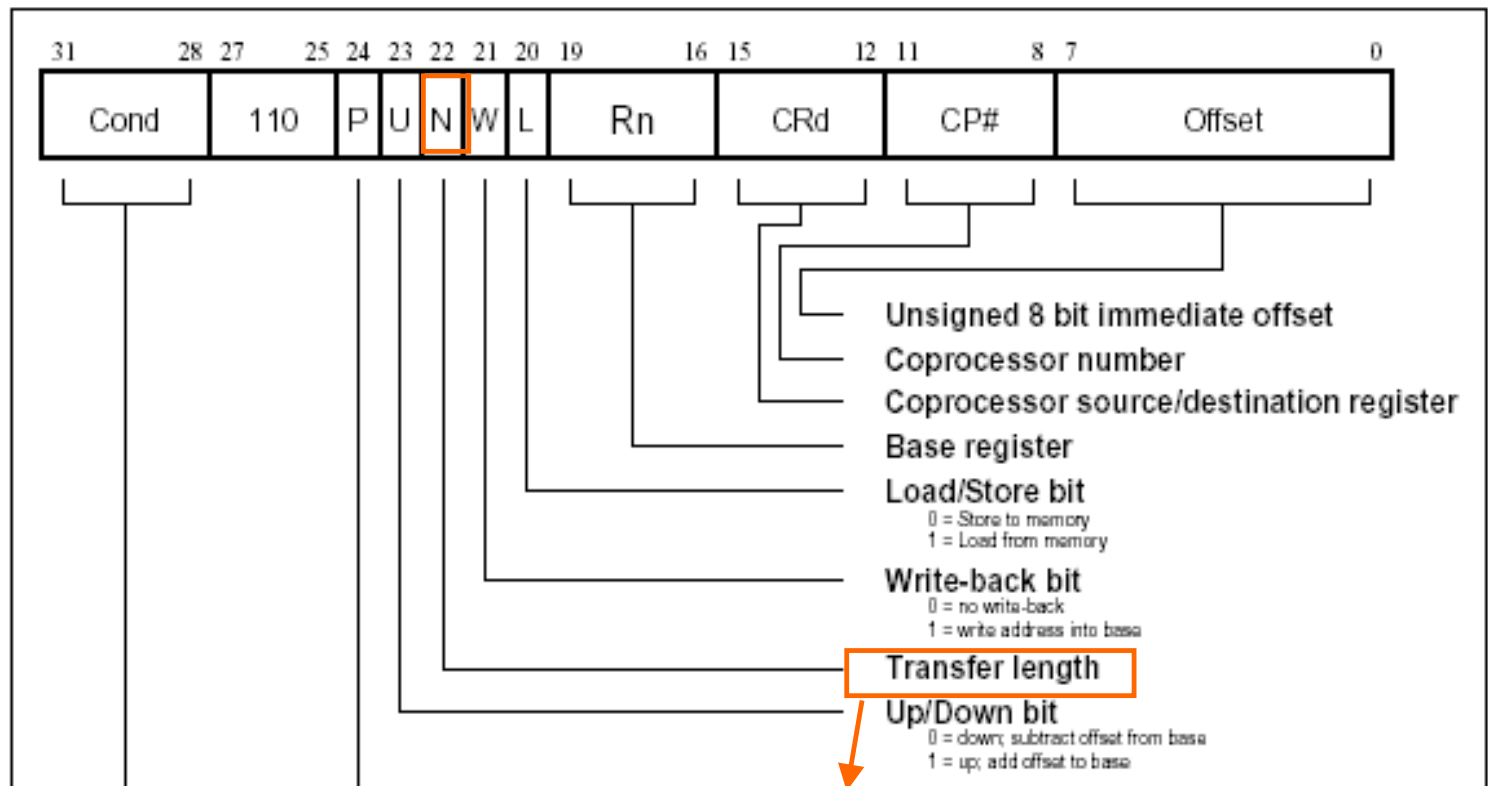 31 28 27 25 24 23 22 21 20 19 16 15 12 11 8 7 0
Cond 110 P U N W L Rn CRd CP# Offset
Unsigned 8 bit immediate offset
Coprocessor number
Coprocessor source/destination register
Base register
Load/Store bit
0 = Store to memory
1 = Load from memory
Write-back bit
0 = no write-back
1 = write address into base
Transfer length
Up/Down bit
0 = down; subtract offset from base
1 = up; add offset to base